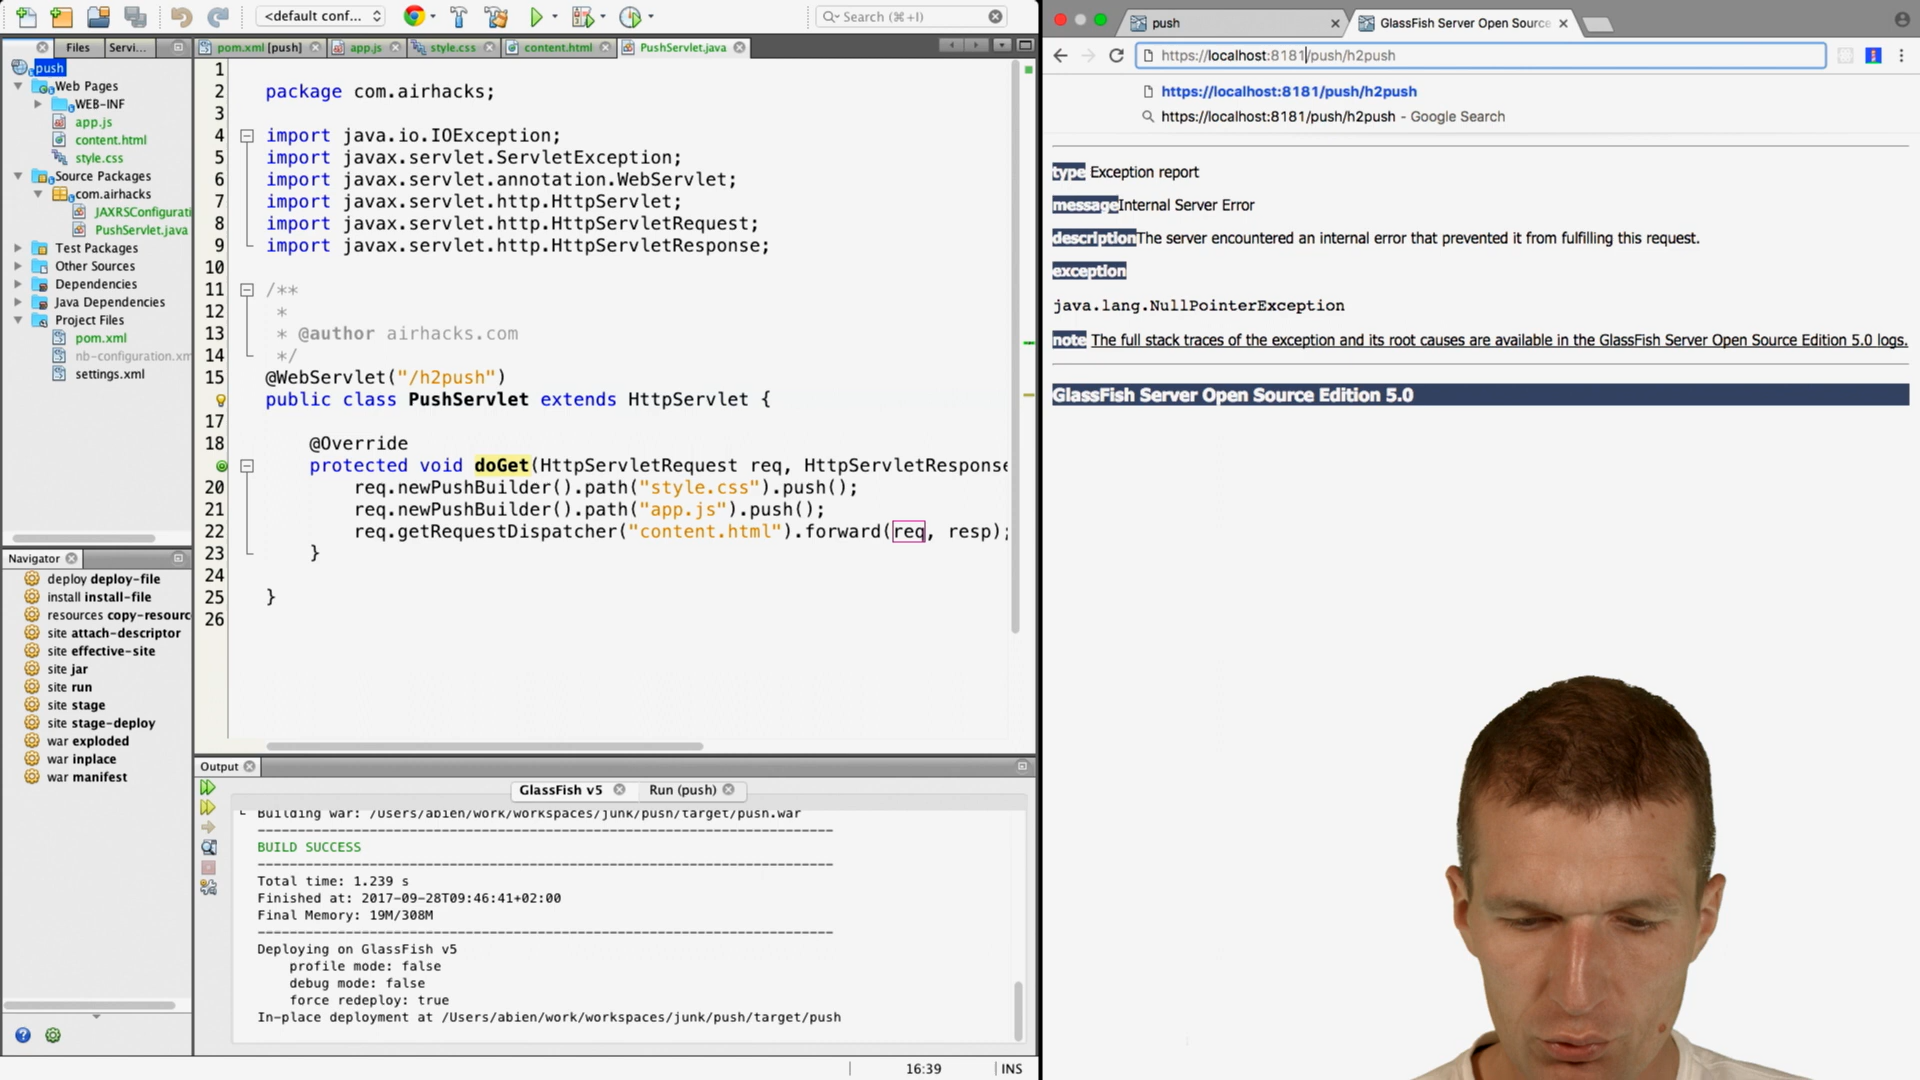 <default conf...
Search (⌘+I)
Files
Servi...
pom.xml [push]
app.js
style.css
content.html
PushServlet.java
push
Web Pages
WEB-INF
app.js
content.html
style.css
Source Packages
com.airhacks
JAXRSConfigurati
PushServlet.java
Test Packages
Other Sources
Dependencies
Java Dependencies
Project Files
pom.xml
nb-configuration.xm
settings.xml
Navigator
deploy deploy-file
install install-file
resources copy-resourc
site attach-descriptor
site effective-site
site jar
site run
site stage
site stage-deploy
war exploded
war inplace
war manifest
1
2 package com.airhacks;
3
4 import java.io.IOException;
5 import javax.servlet.ServletException;
6 import javax.servlet.annotation.WebServlet;
7 import javax.servlet.http.HttpServlet;
8 import javax.servlet.http.HttpServletRequest;
9 import javax.servlet.http.HttpServletResponse;
10
11 /**
12 *
13 * @author airhacks.com
14 */
15 @WebServlet("/h2push")
public class PushServlet extends HttpServlet {
17
18 @Override
protected void doGet(HttpServletRequest req, HttpServletResponse
20 req.newPushBuilder().path("style.css").push();
21 req.newPushBuilder().path("app.js").push();
22 req.getRequestDispatcher("content.html").forward(req, resp);
23 }
24
25 }
26
Output
GlassFish v5
Run (push)
Building war: /Users/abien/work/workspaces/junk/push/target/push.war
------------------------------------------------------------------------
BUILD SUCCESS
------------------------------------------------------------------------
Total time: 1.239 s
Finished at: 2017-09-28T09:46:41+02:00
Final Memory: 19M/308M
------------------------------------------------------------------------
Deploying on GlassFish v5
profile mode: false
debug mode: false
force redeploy: true
In-place deployment at /Users/abien/work/workspaces/junk/push/target/push
16:39
INS
push
GlassFish Server Open Source
https://localhost:8181/push/h2push
https://localhost:8181/push/h2push
https://localhost:8181/push/h2push - Google Search
type Exception report
messageInternal Server Error
descriptionThe server encountered an internal error that prevented it from fulfilling this request.
exception
java.lang.NullPointerException
note The full stack traces of the exception and its root causes are available in the GlassFish Server Open Source Edition 5.0 logs.
GlassFish Server Open Source Edition 5.0